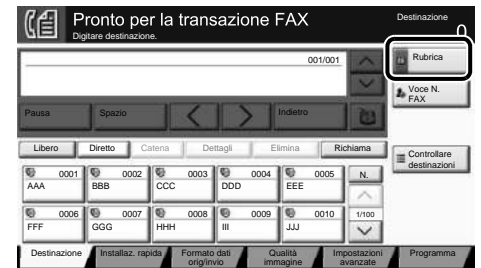 Pronto per la transazione FAX
Destinazione
Digitare destinazione.
0
001/001
Rubrica
Voce N.
FAX
Pausa
Spazio
Indietro
Libero
Diretto
Catena
Dettagli
Elimina
Richiama
Controllare
destinazioni
0001
AAA
0002
BBB
0003
CCC
0004
DDD
0005
EEE
N.
0006
FFF
0007
GGG
0008
HHH
0009
III
0010
JJJ
1/100
Destinazione
Installaz. rapida
Formato dati
orig/invio
Qualità
immagine
Impostazioni
avanzate
Programma